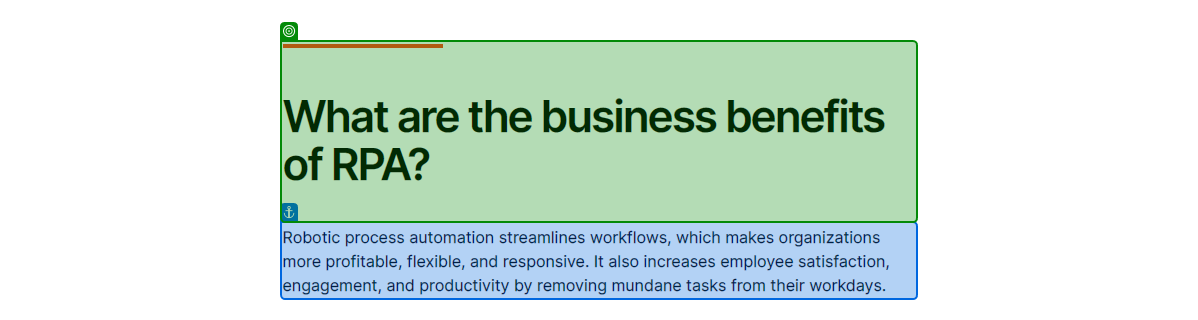 What are the business benefits
of RPA?
Robotic process automation streamlines workflows, which makes organizations
more profitable, flexible, and responsive. It also increases employee satisfaction,
engagement, and productivity by removing mundane tasks from their workdays.